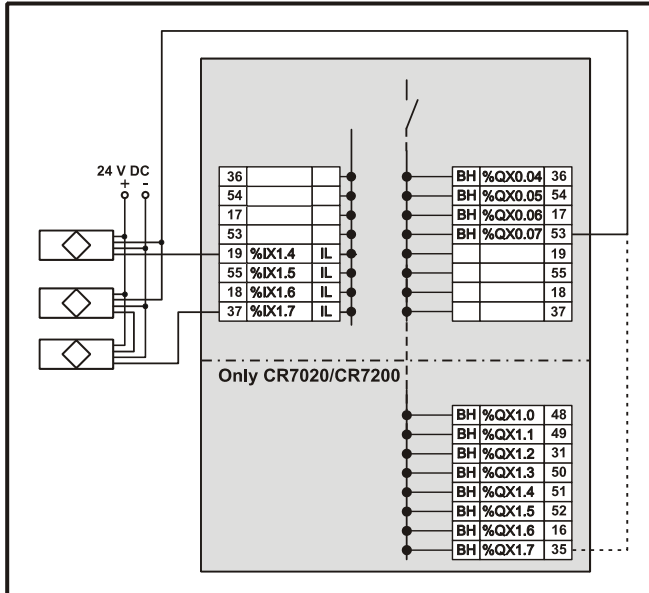 24 V DC
+ -
36
54
17
53
19 %IX1.4 IL
55 %IX1.5 IL
18 %IX1.6 IL
37 %IX1.7 IL
BH %QX0.04 36
BH %QX0.05 54
BH %QX0.06 17
BH %QX0.07 53
19
55
18
37
Only CR7020/CR7200
BH %QX1.0 48
BH %QX1.1 49
BH %QX1.2 31
BH %QX1.3 50
BH %QX1.4 51
BH %QX1.5 52
BH %QX1.6 16
BH %QX1.7 35